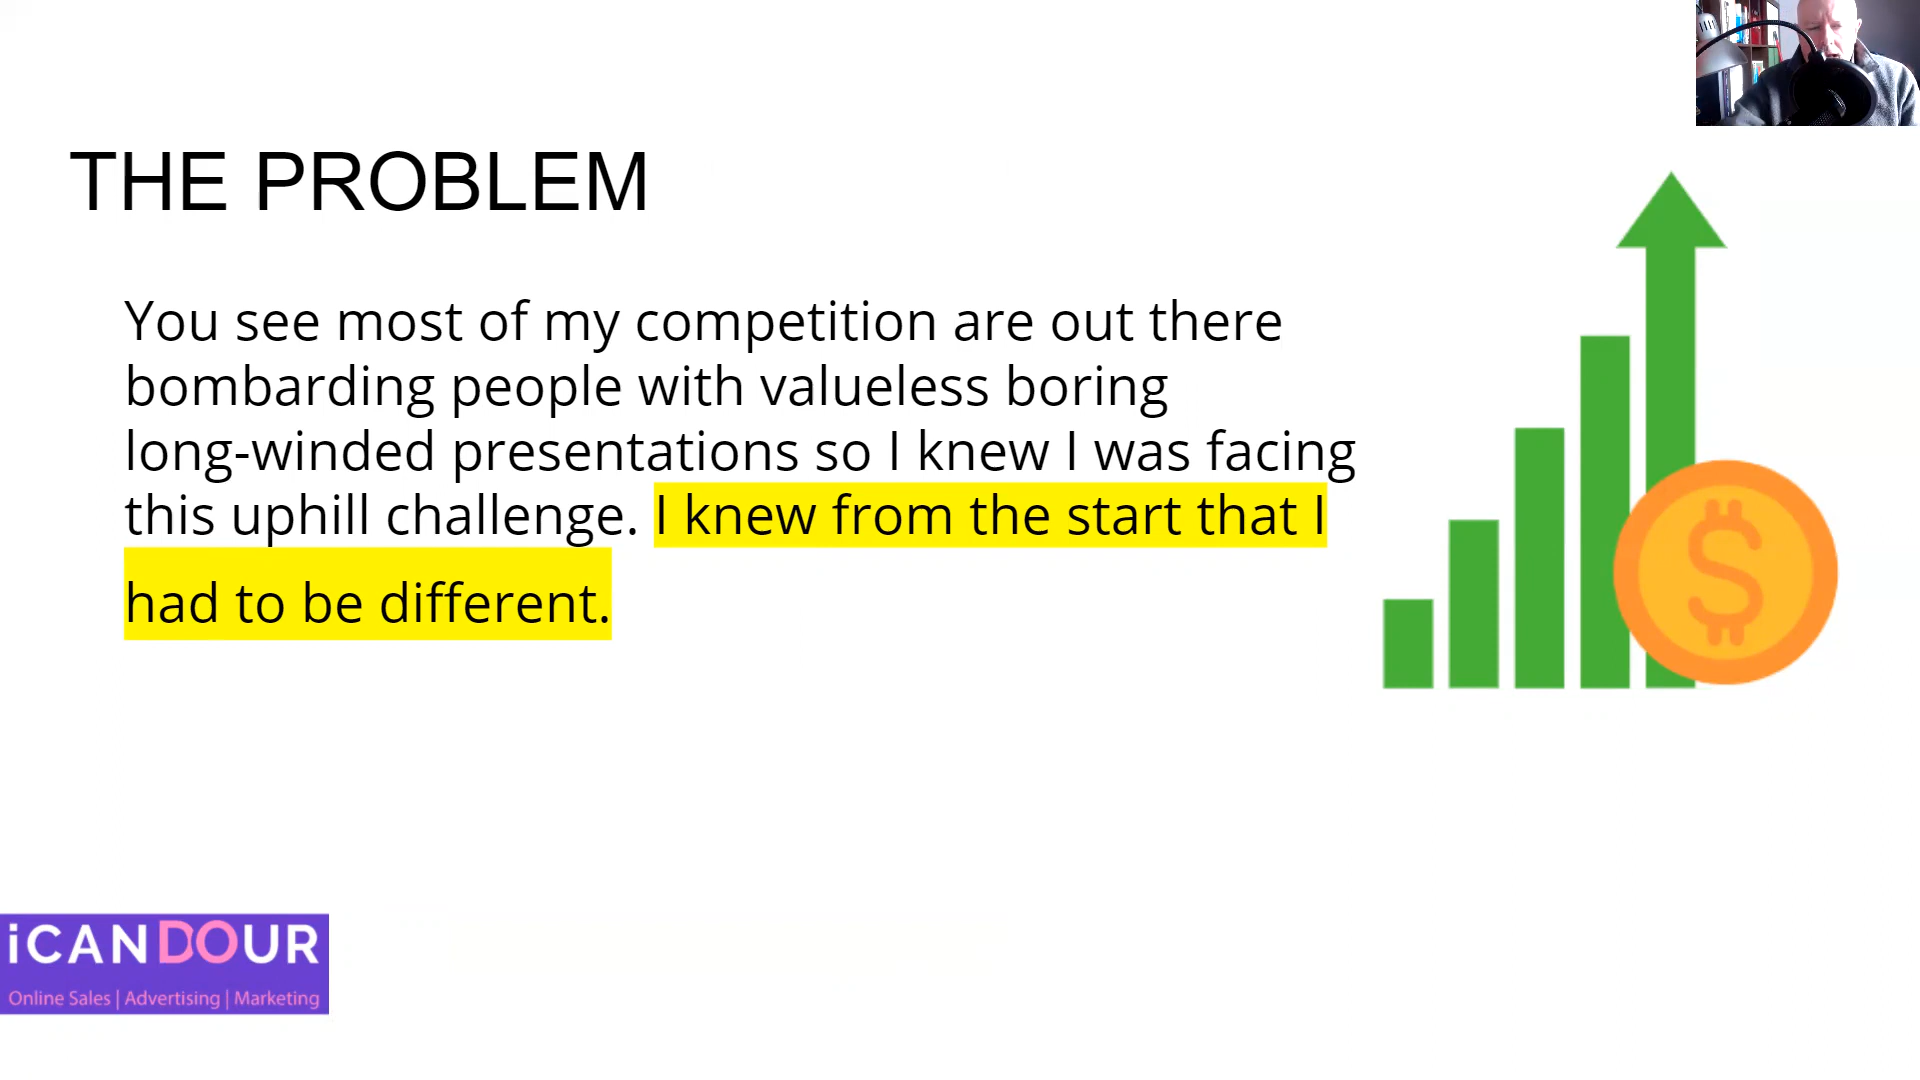 THE PROBLEM
You see most of my competition are out there
bombarding people with valueless boring
long-winded presentations so I knew I was facing
this uphill challenge. I knew from the start that I
had to be different.
$
iCANDOUR
Online Sales | Advertising | Marketing